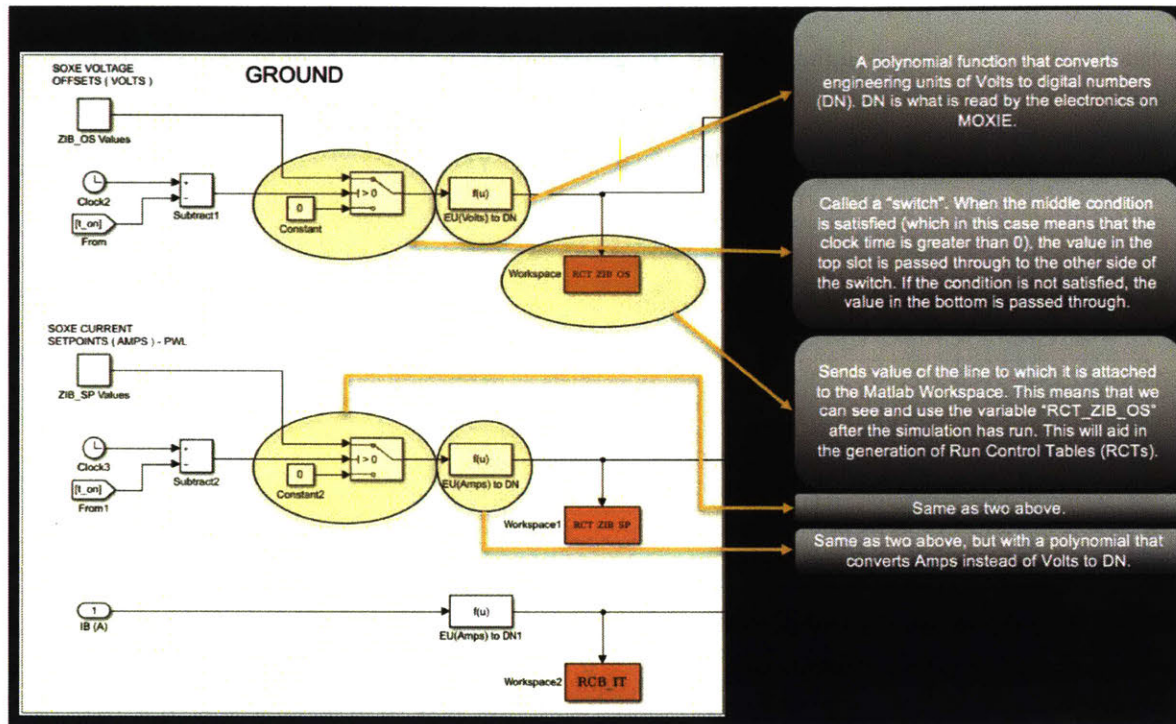 SOXE VOLTAGE
OFFSETS ( VOLTS )
GROUND
ZIB_OS Values
Clock2
[t_on]
From
+
−
Subtract1
> 0
0
Constant
f(u)
EU(Volts) to DN
Workspace
RCT_ZIB_OS
SOXE CURRENT
SETPOINTS ( AMPS ) - PWL
ZIB_SP Values
Clock3
[t_on]
From1
+
−
Subtract2
> 0
0
Constant2
f(u)
EU(Amps) to DN
Workspace1
RCT_ZIB_SP
1
IB (A)
f(u)
EU(Amps) to DN1
Workspace2
RCB_IT
A polynomial function that converts
engineering units of Volts to digital numbers
(DN). DN is what is read by the electronics on
MOXIE.
Called a "switch". When the middle condition
is satisfied (which in this case means that the
clock time is greater than 0), the value in the
top slot is passed through to the other side of
the switch. If the condition is not satisfied, the
value in the bottom is passed through.
Sends value of the line to which it is attached
to the Matlab Workspace. This means that we
can see and use the variable "RCT_ZIB_OS"
after the simulation has run. This will aid in
the generation of Run Control Tables (RCTs).
Same as two above.
Same as two above, but with a polynomial that
converts Amps instead of Volts to DN.